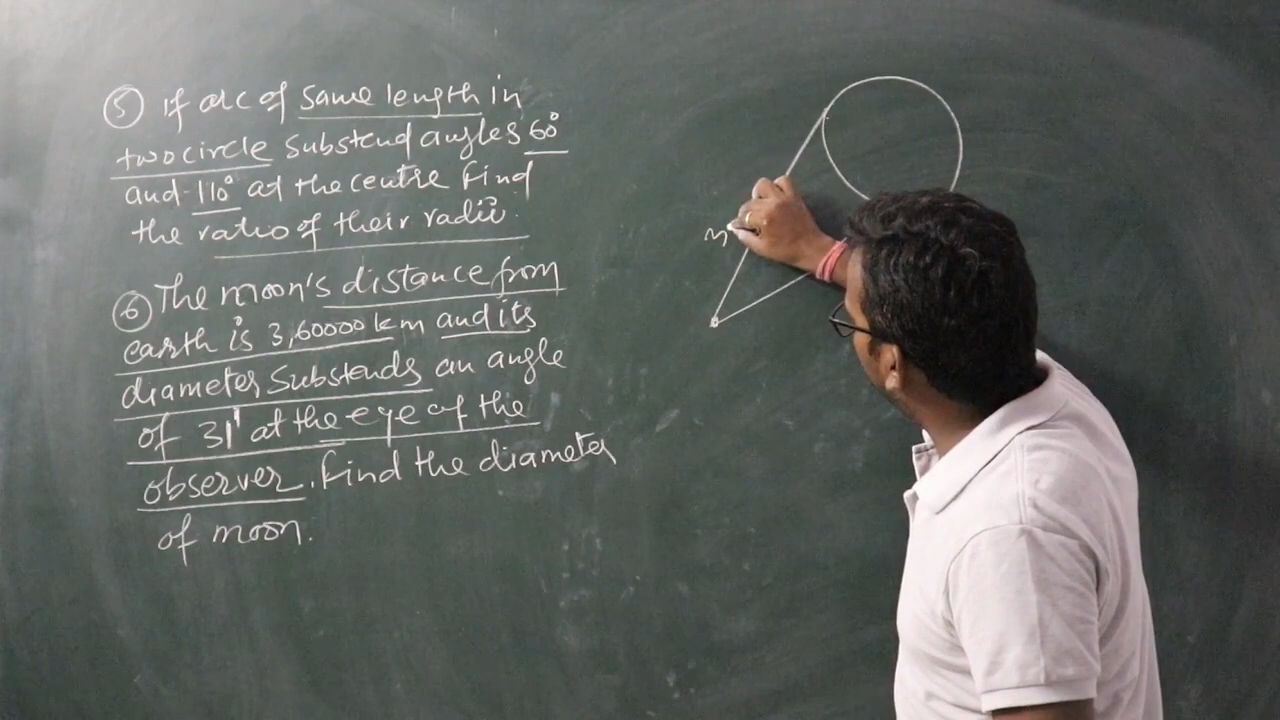 ⑤ If arc of same length in
two circle substend angles 60°
and 110° at the centre find
the ratio of their radii.
⑥ The moon's distance from
earth is 3,60000 km and its
diameter substends an angle
of 31' at the eye of the
observer. find the diameter
of moon.
3